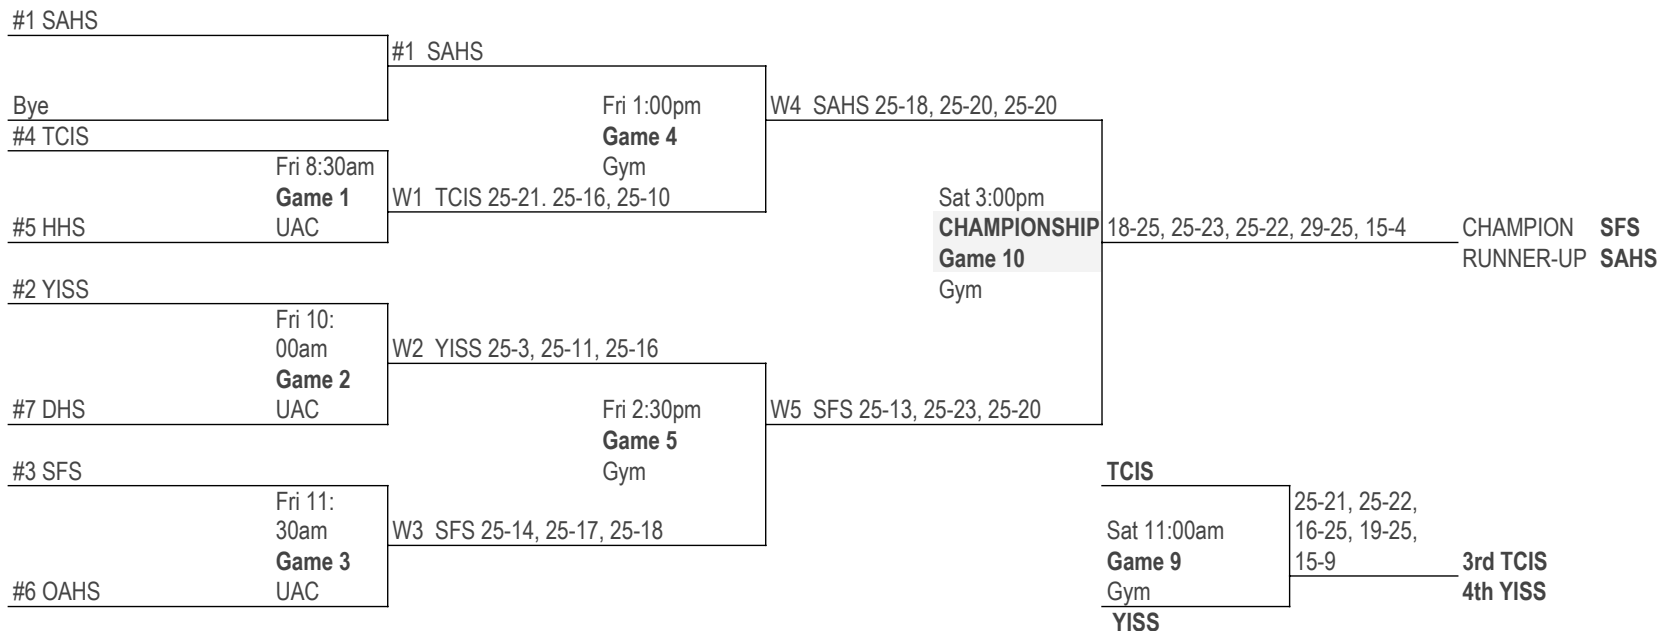 #1 SAHS
#1  SAHS
Bye
Fri 1:00pm
Game 4
Gym
W4  SAHS 25-18, 25-20, 25-20
#4 TCIS
Fri 8:30am
Game 1
UAC
W1  TCIS 25-21. 25-16, 25-10
#5 HHS
Sat 3:00pm
CHAMPIONSHIP
Game 10
Gym
18-25, 25-23, 25-22, 29-25, 15-4
CHAMPION SFS
RUNNER-UP SAHS
#2 YISS
Fri 10:
00am
Game 2
UAC
W2  YISS 25-3, 25-11, 25-16
#7 DHS
Fri 2:30pm
Game 5
Gym
W5  SFS 25-13, 25-23, 25-20
#3 SFS
Fri 11:
30am
Game 3
UAC
W3  SFS 25-14, 25-17, 25-18
#6 OAHS
TCIS
Sat 11:00am
Game 9
Gym
YISS
25-21, 25-22,
16-25, 19-25,
15-9
3rd TCIS
4th YISS